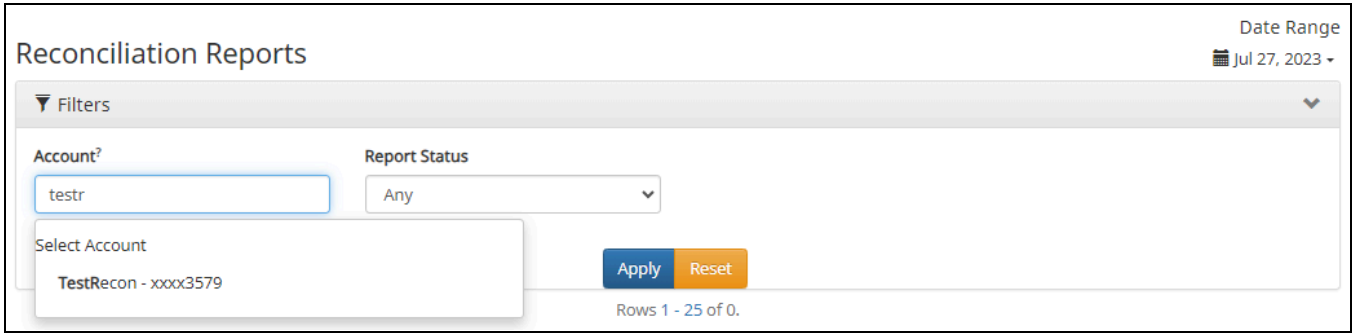 Date Range
Reconciliation Reports
Jul 27, 2023
Filters
Account?
Report Status
testr
Any
Select Account
TestRecon - xxxx3579
Apply
Reset
Rows 1 - 25 of 0.